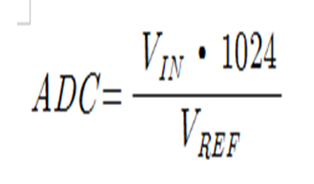 ADC= V_IN • 1024 / V_REF